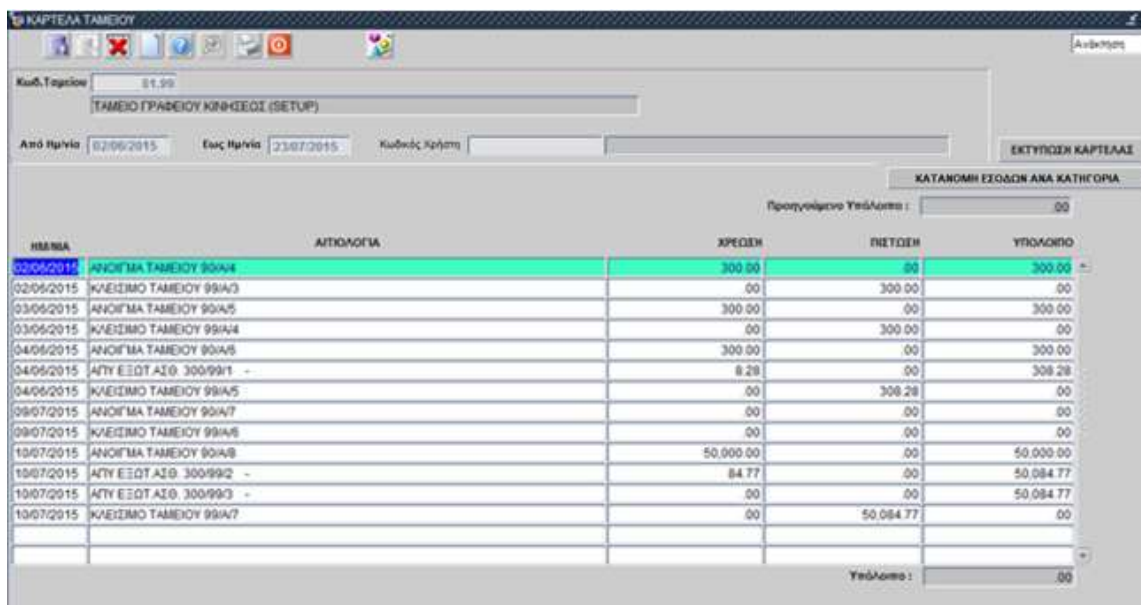 ΚΑΡΤΕΛΑ ΤΑΜΕΙΟΥ
Ανάκτηση
Κωδ.Ταμείου 81.99
ΤΑΜΕΙΟ ΓΡΑΦΕΙΟΥ ΚΙΝΗΣΕΩΣ (SETUP)
Από Ημ/νία 02/06/2015 Εως Ημ/νία 23/07/2015 Κωδικός Χρήστη ΕΚΤΥΠΩΣΗ ΚΑΡΤΕΛΑΣ
ΚΑΤΑΝΟΜΗ ΕΣΟΔΩΝ ΑΝΑ ΚΑΤΗΓΟΡΙΑ
Προηγούμενο Υπόλοιπο : .00
ΗΜ/ΝΙΑ ΑΙΤΙΟΛΟΓΙΑ ΧΡΕΩΣΗ ΠΙΣΤΩΣΗ ΥΠΟΛΟΙΠΟ
02/06/2015 ΑΝΟΙΓΜΑ ΤΑΜΕΙΟΥ 90/Α/4 300.00 .00 300.00
02/06/2015 ΚΛΕΙΣΙΜΟ ΤΑΜΕΙΟΥ 99/Α/3 .00 300.00 .00
03/06/2015 ΑΝΟΙΓΜΑ ΤΑΜΕΙΟΥ 90/Α/5 300.00 .00 300.00
03/06/2015 ΚΛΕΙΣΙΜΟ ΤΑΜΕΙΟΥ 99/Α/4 .00 300.00 .00
04/06/2015 ΑΝΟΙΓΜΑ ΤΑΜΕΙΟΥ 90/Α/6 300.00 .00 300.00
04/06/2015 ΑΠΥ ΕΞΩΤ.ΑΣΘ. 300/99/1 - 8.28 .00 308.28
04/06/2015 ΚΛΕΙΣΙΜΟ ΤΑΜΕΙΟΥ 99/Α/5 .00 308.28 .00
09/07/2015 ΑΝΟΙΓΜΑ ΤΑΜΕΙΟΥ 90/Α/7 .00 .00 .00
09/07/2015 ΚΛΕΙΣΙΜΟ ΤΑΜΕΙΟΥ 99/Α/6 .00 .00 .00
10/07/2015 ΑΝΟΙΓΜΑ ΤΑΜΕΙΟΥ 90/Α/8 50,000.00 .00 50,000.00
10/07/2015 ΑΠΥ ΕΞΩΤ.ΑΣΘ. 300/99/2 - 84.77 .00 50,084.77
10/07/2015 ΑΠΥ ΕΞΩΤ.ΑΣΘ. 300/99/3 - .00 .00 50,084.77
10/07/2015 ΚΛΕΙΣΙΜΟ ΤΑΜΕΙΟΥ 99/Α/7 .00 50,084.77 .00
Υπόλοιπο : .00